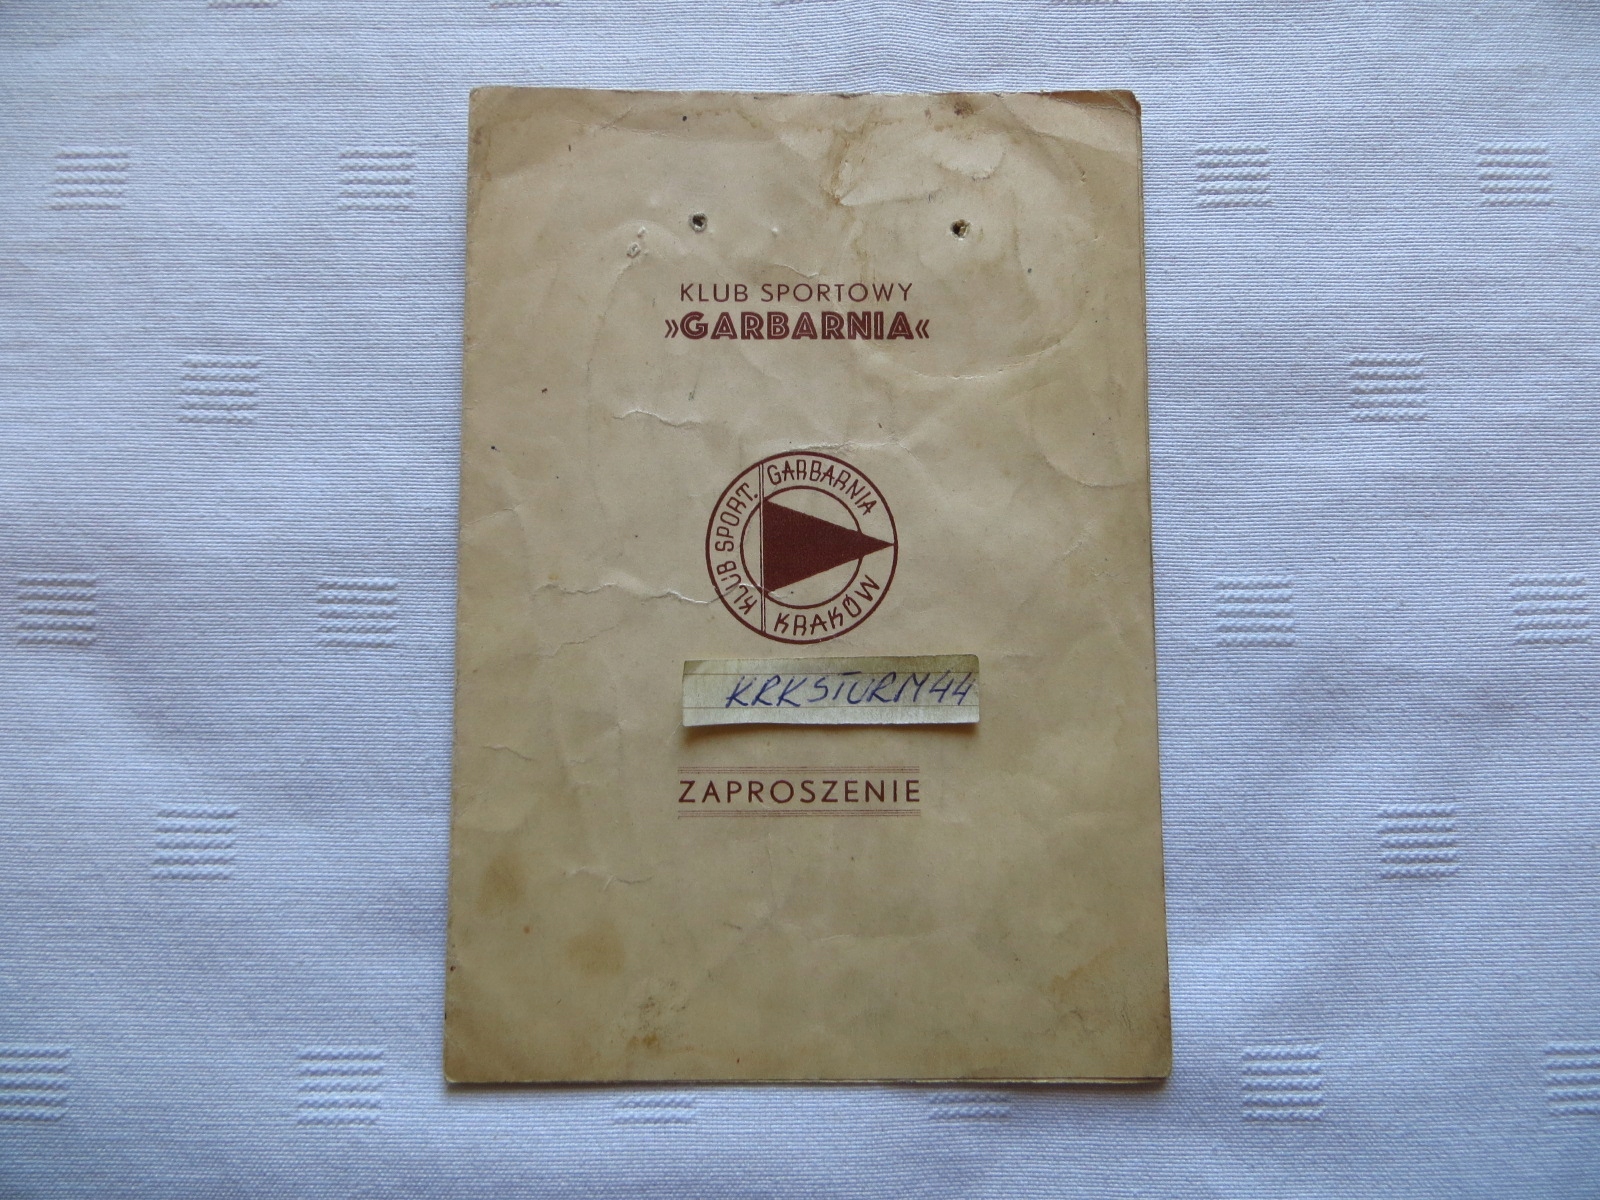 KLUB SPORTOWY
»GARBARNIA«
KLUB SPORT. GARBARNIA
KRAKÓW
KRKSTURM44
ZAPROSZENIE